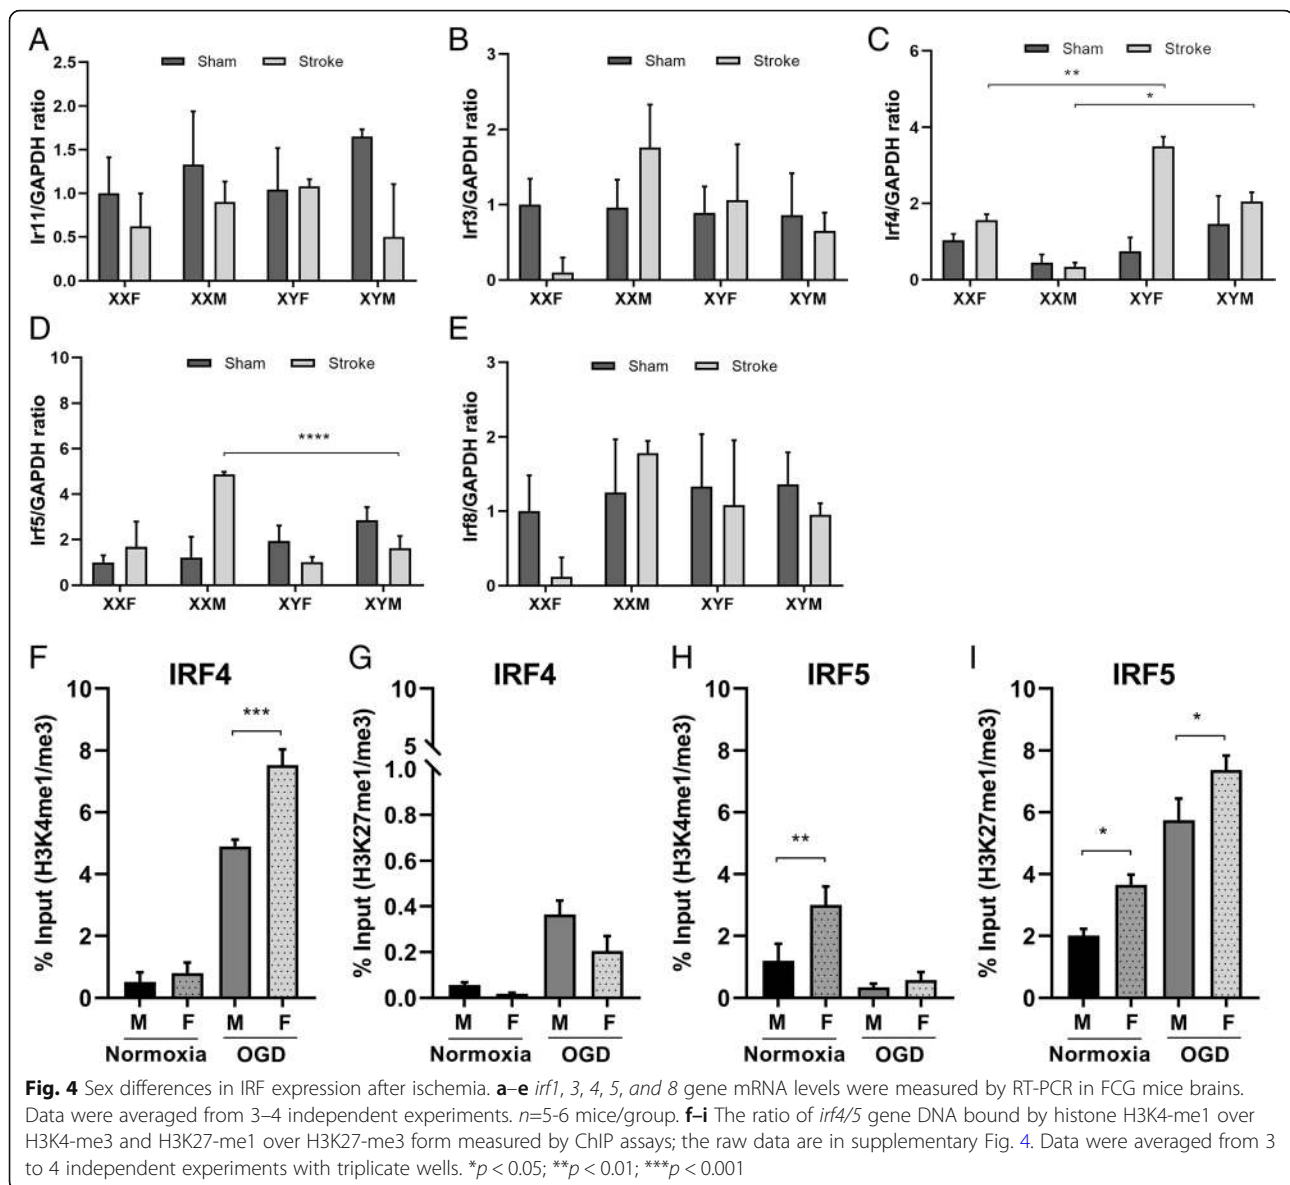 A
Sham Stroke
Ir11/GAPDH ratio
2.5
2.0
1.5
1.0
0.5
0.0
XXF XXM XYF XYM
B
Sham Stroke
Irf3/GAPDH ratio
3
2
1
0
XXF XXM XYF XYM
C
Sham Stroke
Irf4/GAPDH ratio
6
4
2
0
**
*
XXF XXM XYF XYM
D
Sham Stroke
Irf5/GAPDH ratio
10
8
6
4
2
0
****
XXF XXM XYF XYM
E
Sham Stroke
Irf8/GAPDH ratio
3
2
1
0
XXF XXM XYF XYM
F
IRF4
% Input (H3K4me1/me3)
10
8
6
4
2
0
***
M F M F
Normoxia OGD
G
IRF4
% Input (H3K27me1/me3)
10
5
1.0
0.8
0.6
0.4
0.2
0.0
M F M F
Normoxia OGD
H
IRF5
% Input (H3K4me1/me3)
10
8
6
4
2
0
**
M F M F
Normoxia OGD
I
IRF5
% Input (H3K27me1/me3)
10
8
6
4
2
0
*
*
M F M F
Normoxia OGD
Fig. 4 Sex differences in IRF expression after ischemia. a–e irf1, 3, 4, 5, and 8 gene mRNA levels were measured by RT-PCR in FCG mice brains.
Data were averaged from 3–4 independent experiments. n=5-6 mice/group. f–i The ratio of irf4/5 gene DNA bound by histone H3K4-me1 over
H3K4-me3 and H3K27-me1 over H3K27-me3 form measured by ChIP assays; the raw data are in supplementary Fig. 4. Data were averaged from 3
to 4 independent experiments with triplicate wells. *p < 0.05; **p < 0.01; ***p < 0.001